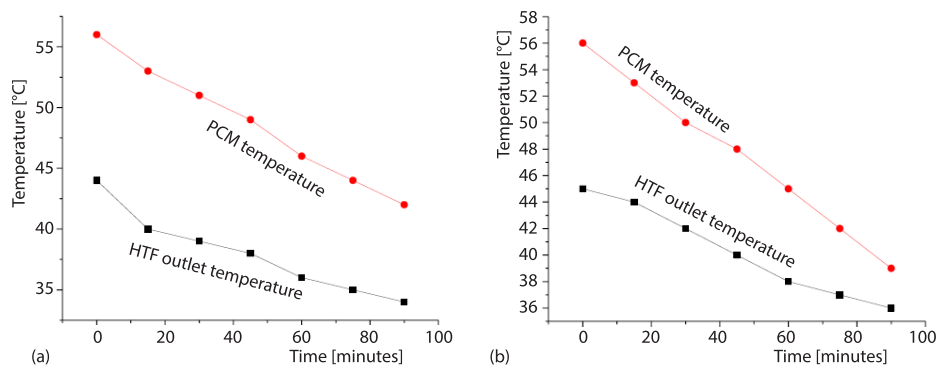 55
50
45
40
35
Temperature [°C]
PCM temperature
HTF outlet temperature
0
20
40
60
80
100
(a)
Time [minutes]
58
56
54
52
50
48
45
44
42
40
38
36
Temperature [°C]
PCM temperature
HTF outlet temperature
0
20
40
60
80
100
(b)
Time [minutes]